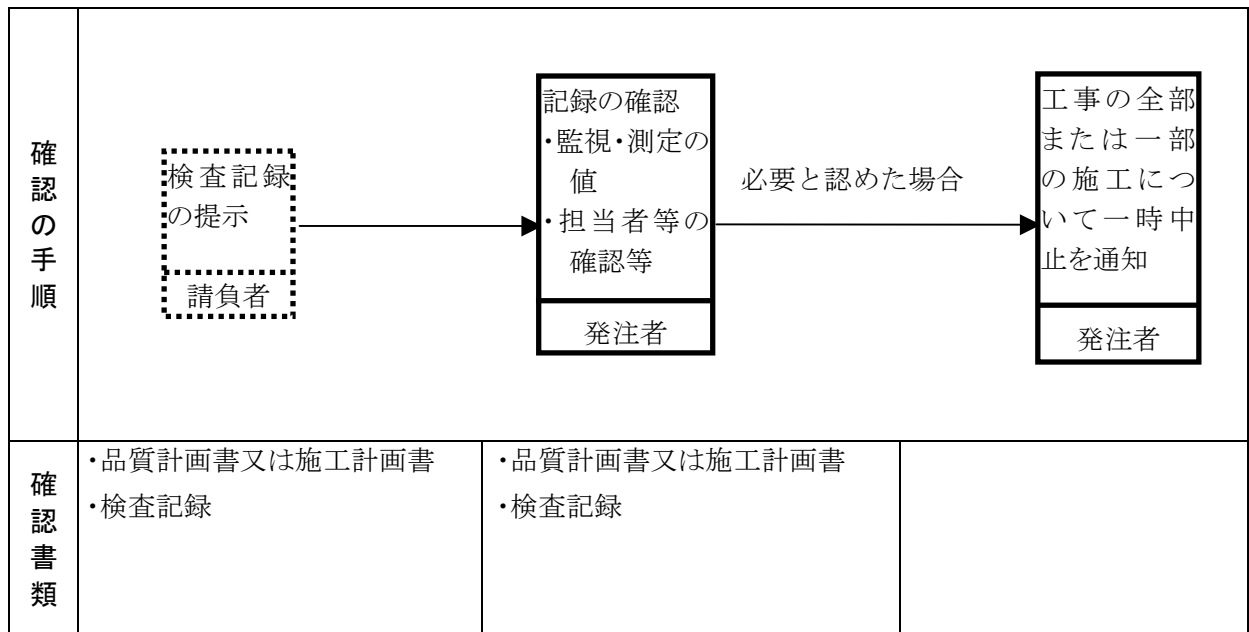 確認の手順
検査記録
の提示
請負者
記録の確認
・監視・測定の
値
・担当者等の
確認等
発注者
必要と認めた場合
工事の全部
または一部
の施工につ
いて一時中
止を通知
発注者
確認書類
・品質計画書又は施工計画書
・検査記録
・品質計画書又は施工計画書
・検査記録